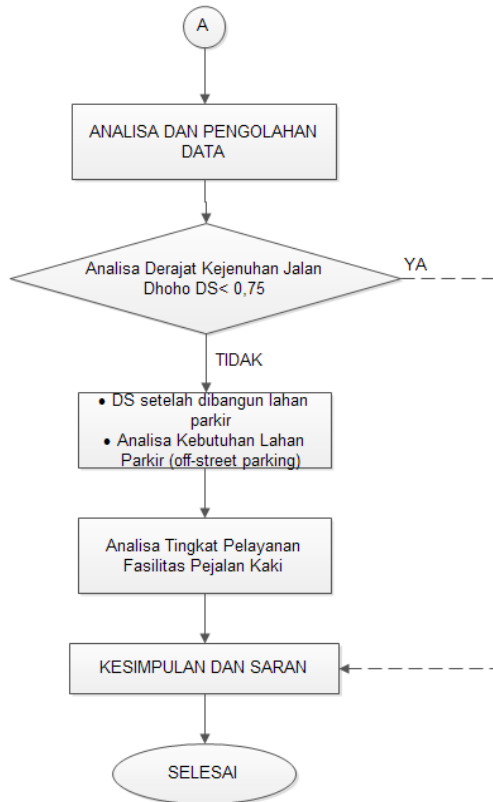 A
ANALISA DAN PENGOLAHAN
DATA
Analisa Derajat Kejenuhan Jalan
Dhoho DS< 0,75
YA
TIDAK
• DS setelah dibangun lahan
parkir
• Analisa Kebutuhan Lahan
Parkir (off-street parking)
Analisa Tingkat Pelayanan
Fasilitas Pejalan Kaki
KESIMPULAN DAN SARAN
SELESAI